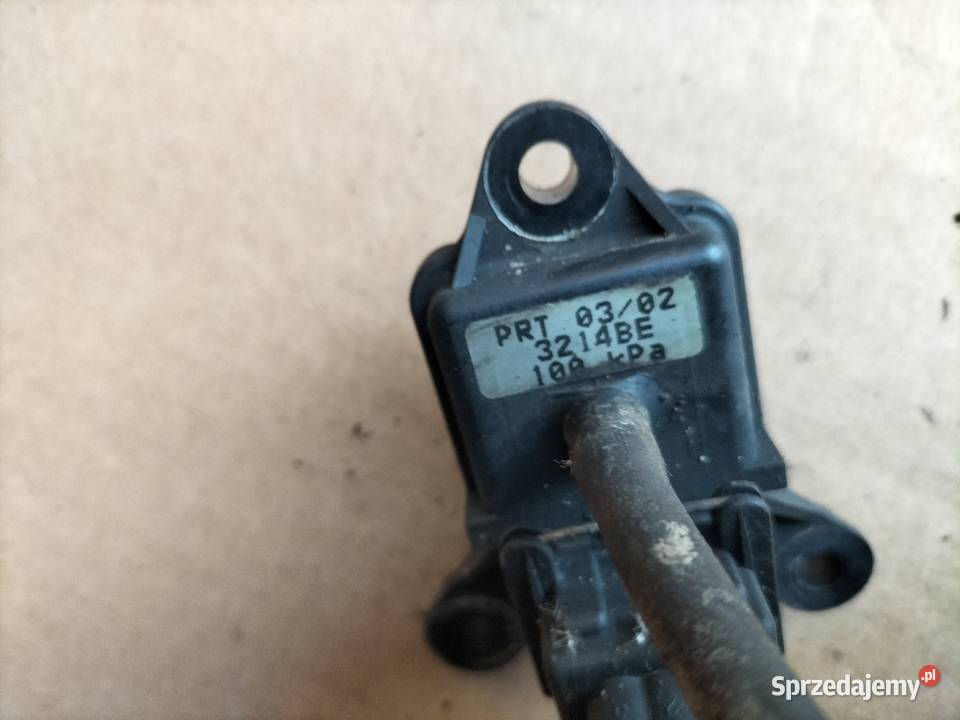 PRT 03/02
3214BE
100 kPa
Sprzedajemy.pl